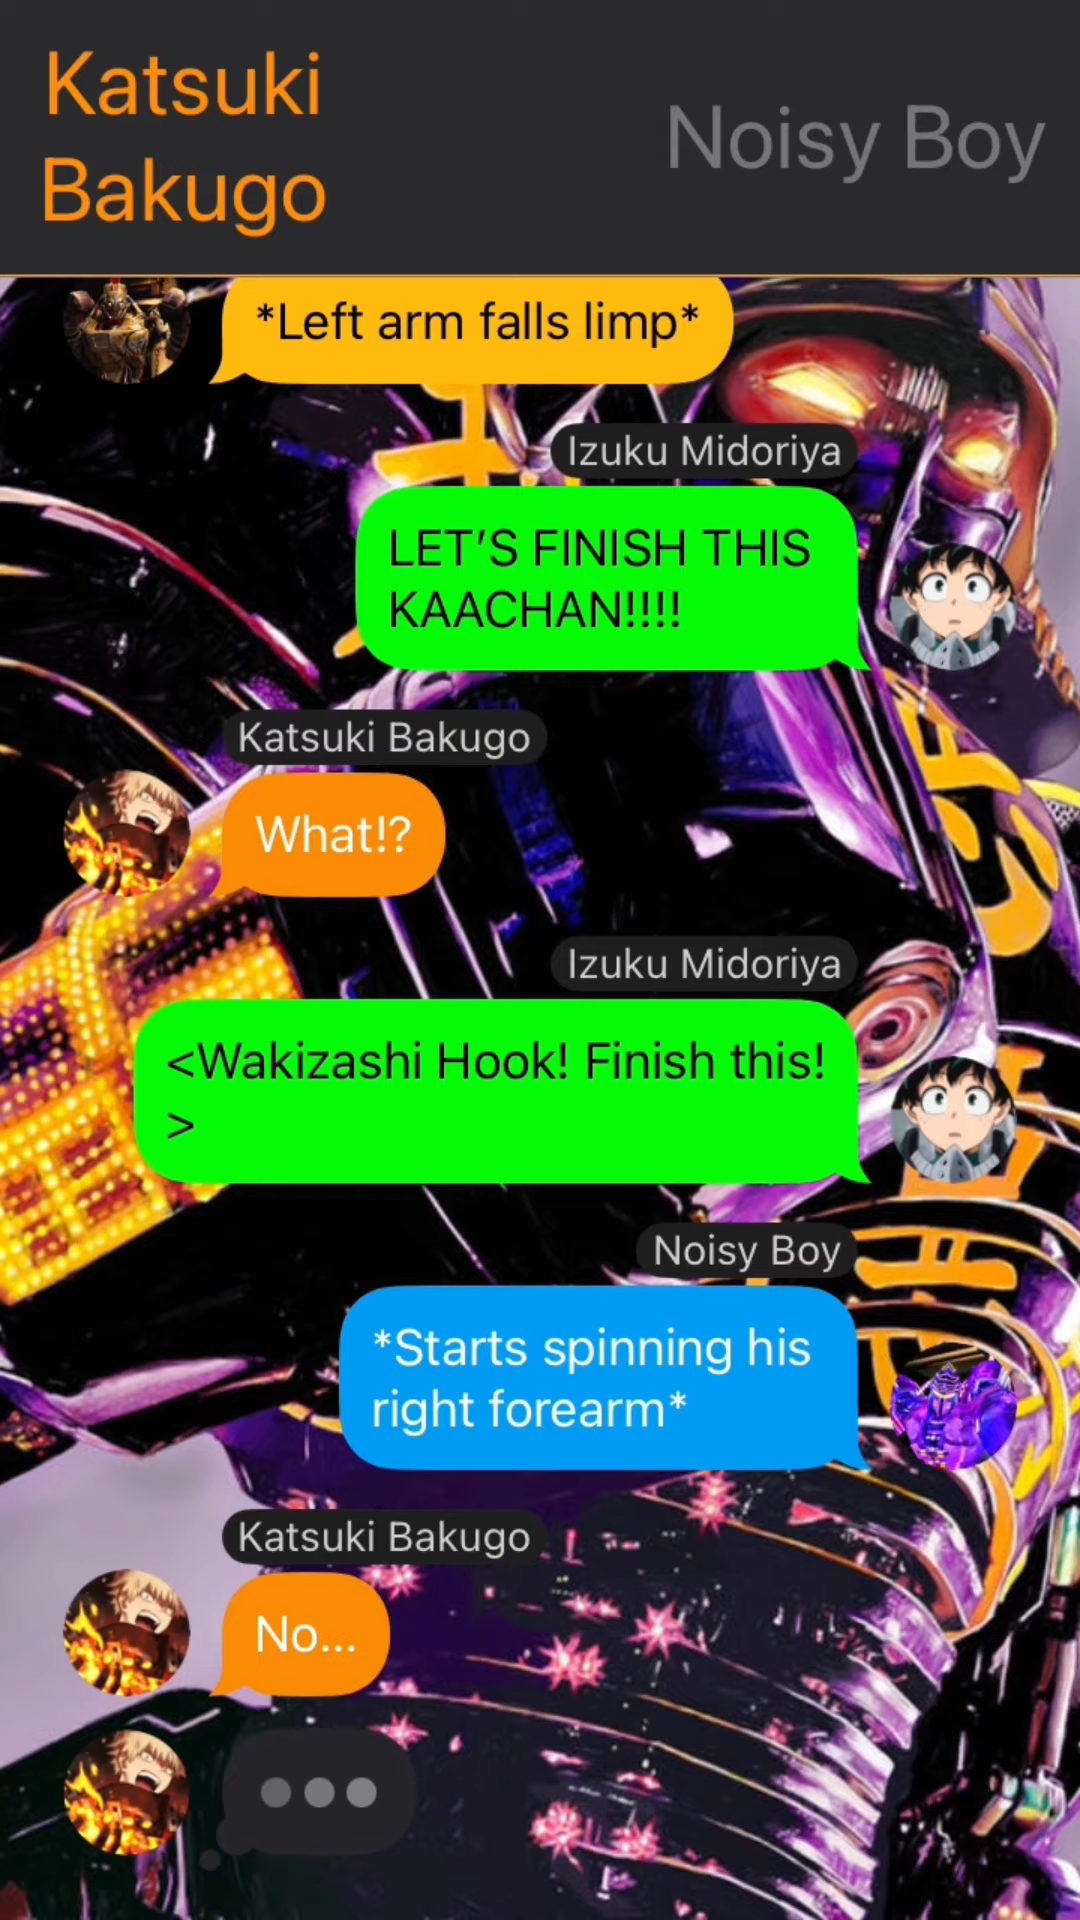 Katsuki
Bakugo
Noisy Boy
*Left arm falls limp*
Izuku Midoriya
LET’S FINISH THIS
KAACHAN!!!!
Katsuki Bakugo
What!?
Izuku Midoriya
<Wakizashi Hook! Finish this!
>
Noisy Boy
*Starts spinning his
right forearm*
Katsuki Bakugo
No...